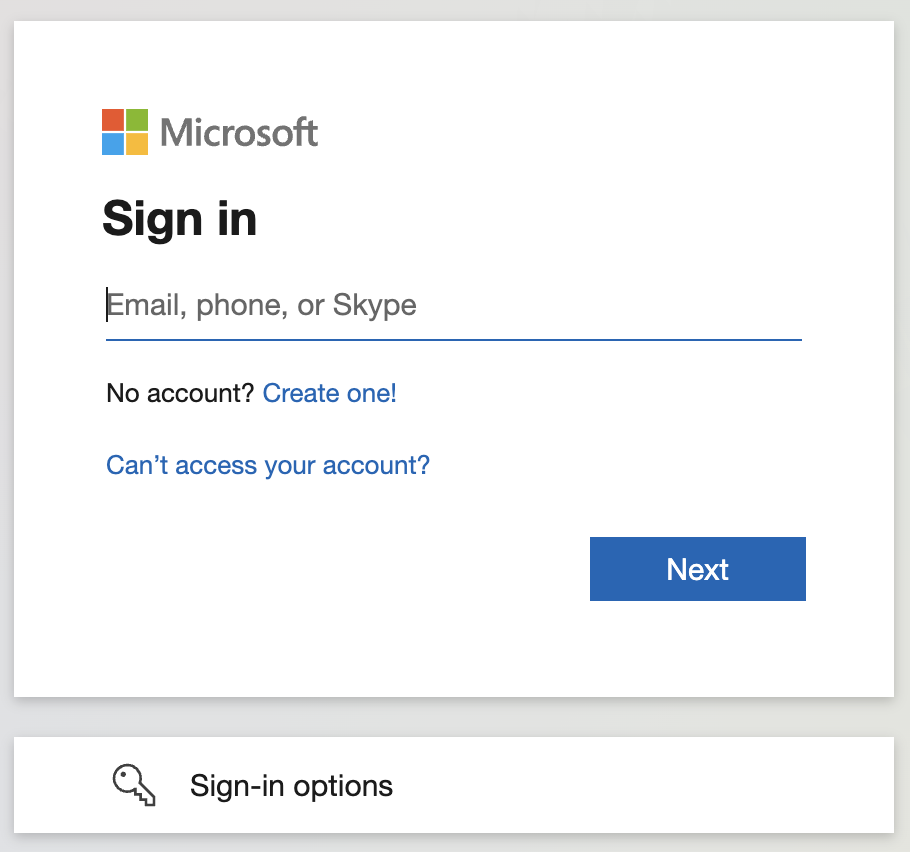 Microsoft
Sign in
Email, phone, or Skype
No account? Create one!
Can’t access your account?
Next
Sign-in options